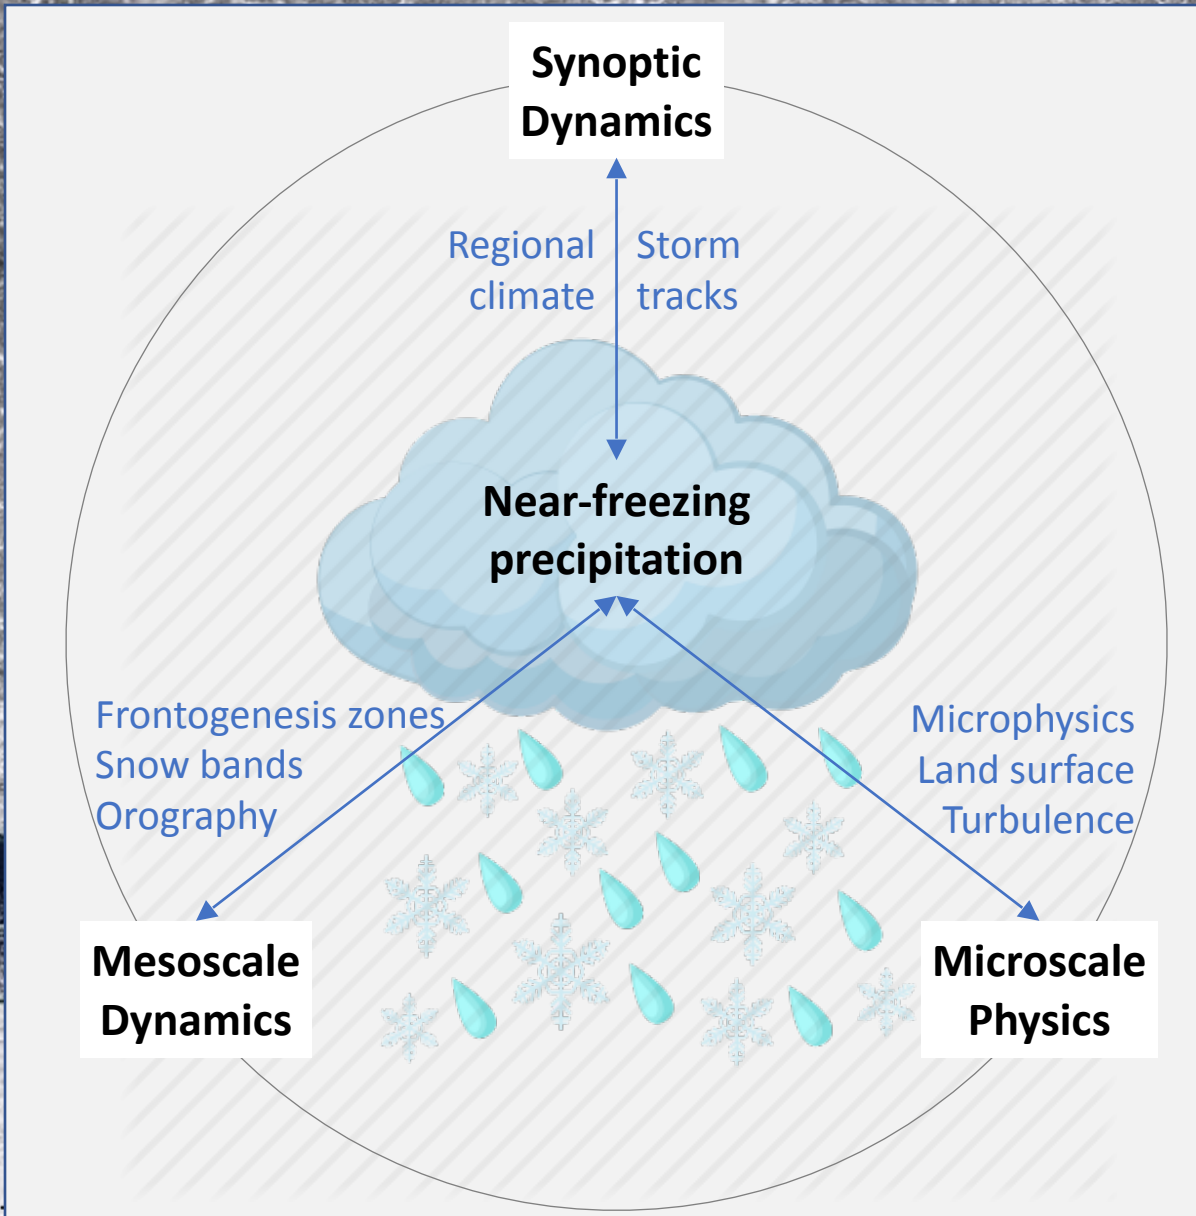 Synoptic
Dynamics
Regional
climate
Storm
tracks
Near-freezing
precipitation
Frontogenesis zones
Snow bands
Orography
Microphysics
Land surface
Turbulence
Mesoscale
Dynamics
Microscale
Physics